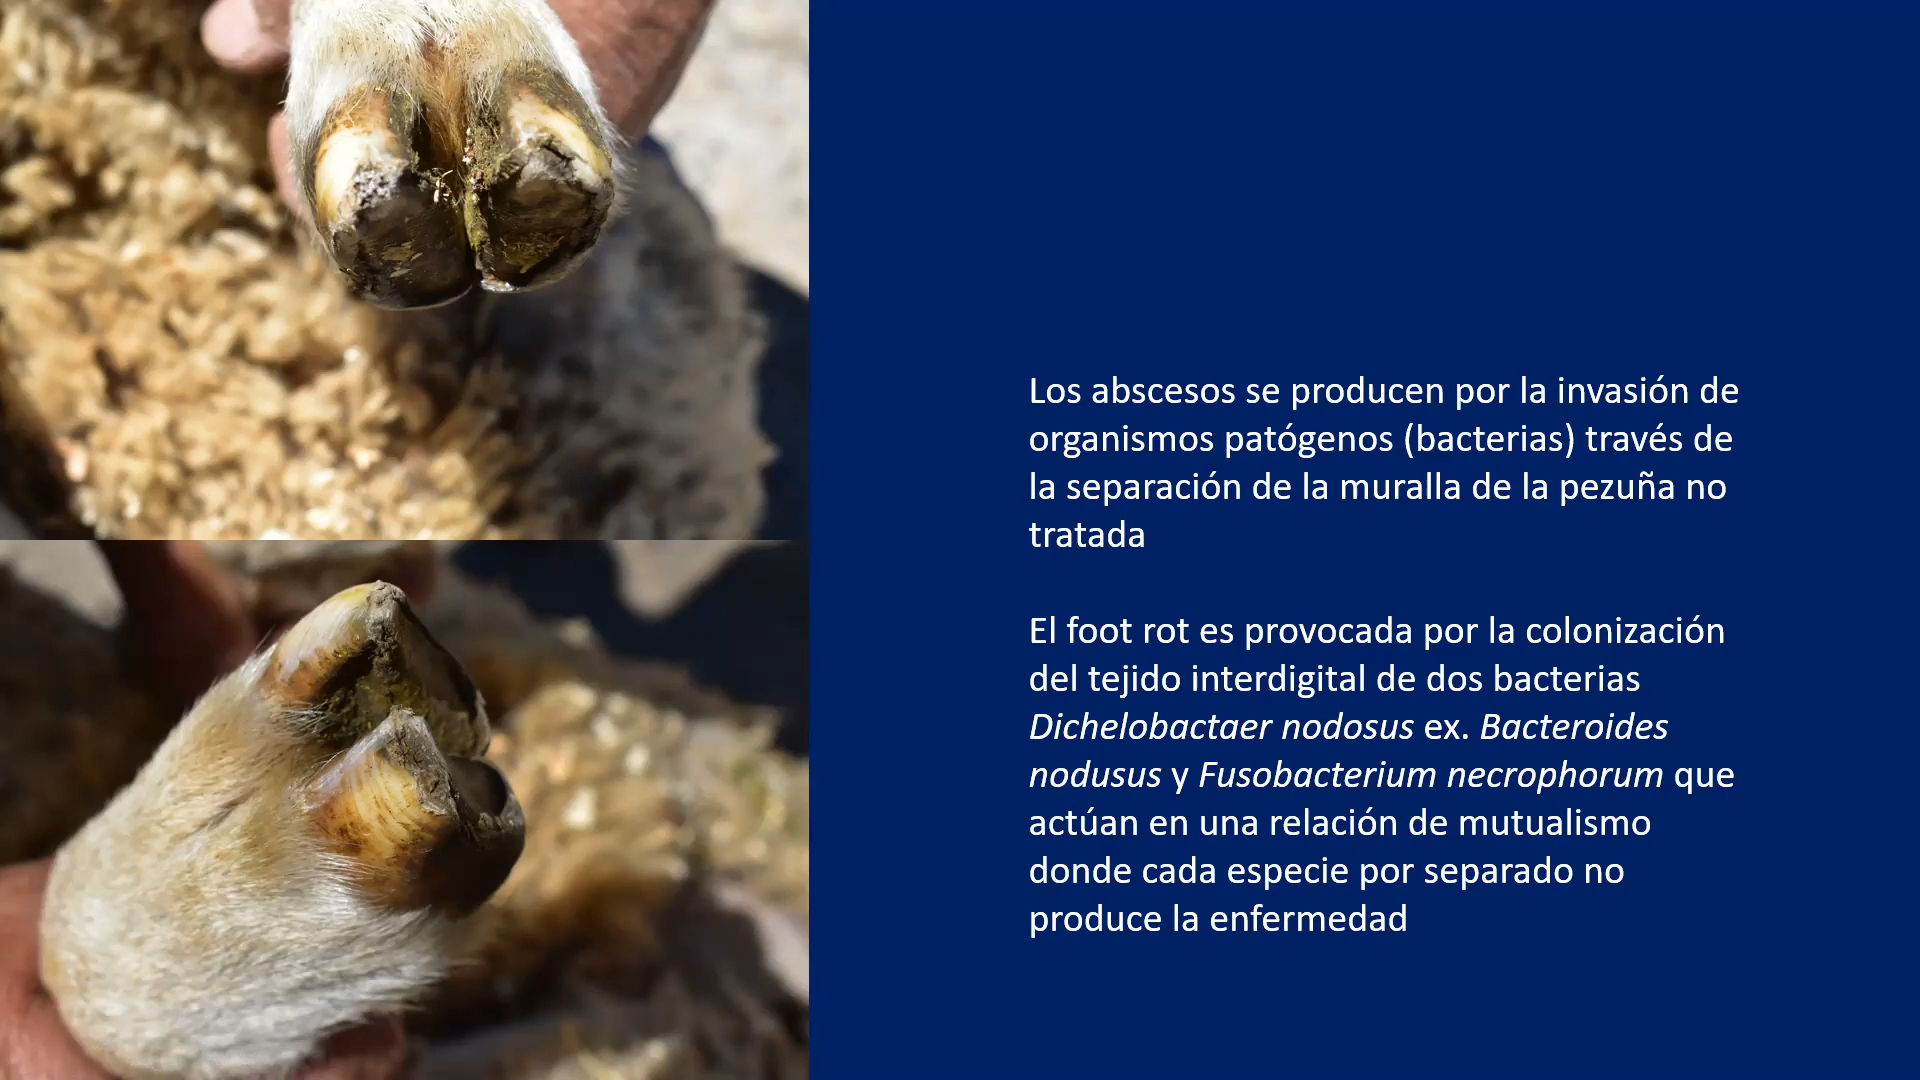 Los abscesos se producen por la invasión de
organismos patógenos (bacterias) través de
la separación de la muralla de la pezuña no
tratada
El foot rot es provocada por la colonización
del tejido interdigital de dos bacterias
Dichelobactaer nodosus ex. Bacteroides
nodusus y Fusobacterium necrophorum que
actúan en una relación de mutualismo
donde cada especie por separado no
produce la enfermedad